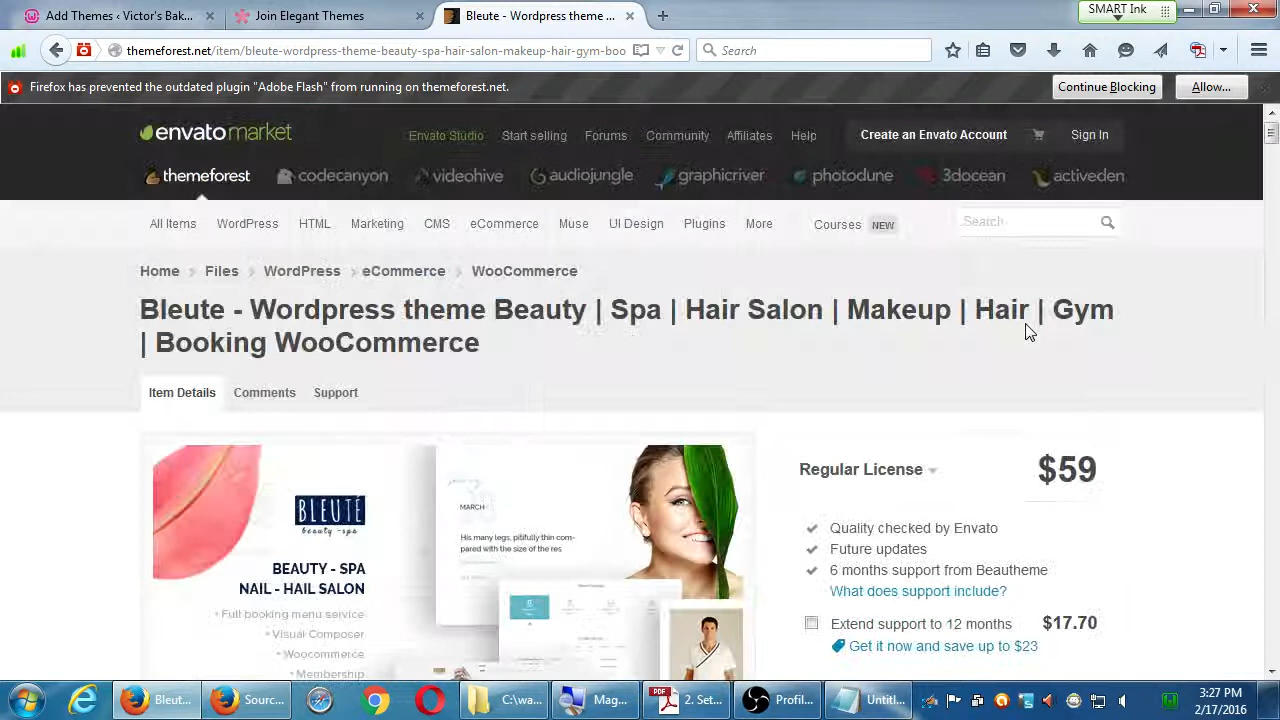 Add Themes ‹ Victor's Ba...
Join Elegant Themes
Bleute - Wordpress theme ...
SMART Ink
themeforest.net/item/bleute-wordpress-theme-beauty-spa-hair-salon-makeup-hair-gym-boo
Search
Firefox has prevented the outdated plugin "Adobe Flash" from running on themeforest.net.
Continue Blocking
Allow...
envatomarket
Envato Studio
Start selling
Forums
Community
Affiliates
Help
Create an Envato Account
Sign In
themeforest
codecanyon
videohive
audiojungle
graphicriver
photodune
3docean
activeden
All Items
WordPress
HTML
Marketing
CMS
eCommerce
Muse
UI Design
Plugins
More
Courses NEW
Search
Home
Files
WordPress
eCommerce
WooCommerce
Bleute - Wordpress theme Beauty | Spa | Hair Salon | Makeup | Hair | Gym
| Booking WooCommerce
Item Details
Comments
Support
BLEUTÉ
beauty-spa
BEAUTY - SPA
NAIL - HAIL SALON
• Full booking menu service
• Visual Composer
• Woocommerce
• Membership
MARCH
His many legs, pitifully thin com-
pared with the size of the res
Regular License
$59
Quality checked by Envato
Future updates
6 months support from Beautheme
What does support include?
Extend support to 12 months
$17.70
Get it now and save up to $23
Bleut...
Sourc...
C:\wa...
Mag...
2. Set...
Profil...
Untitl...
3:27 PM
2/17/2016